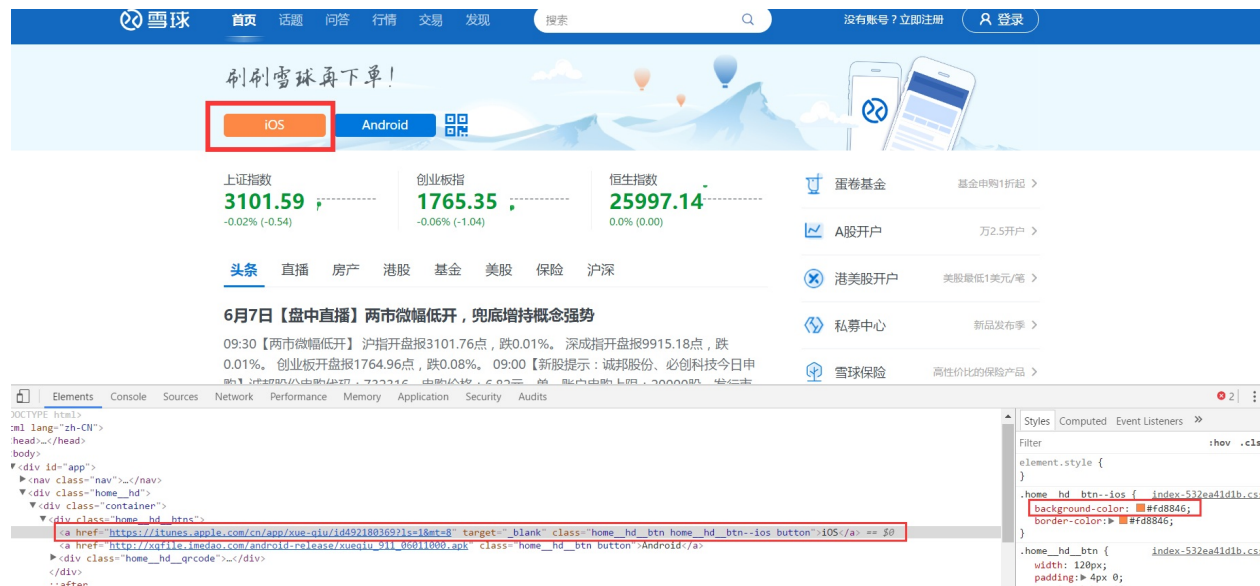 雪球 首页 话题 问答 行情 交易 发现 搜索 没有账号？立即注册 登录
刷刷雪球再下单！
iOS Android
上证指数 创业板指 恒生指数
3101.59 1765.35 25997.14
-0.02% (-0.54) -0.06% (-1.04) 0.0% (0.00)
蛋卷基金 基金申购1折起
A股开户 万2.5开户
港美股开户 美股最低1美元/笔
私募中心 新品发布季
雪球保险 高性价比的保险产品
头条 直播 房产 港股 基金 美股 保险 沪深
6月7日【盘中直播】两市微幅低开，兜底增持概念强势
09:30【两市微幅低开】 沪指开盘报3101.76点，跌0.01%。 深成指开盘报9915.18点，跌
0.01%。 创业板开盘报1764.96点，跌0.08%。 09:00【新股提示：诚邦股份、必创科技今日申
Elements Console Sources Network Performance Memory Application Security Audits 2
OCTYPE html>
tml lang="zh-CN">
head>…</head>
body>
<div id="app">
<nav class="nav">…</nav>
<div class="home__hd">
<div class="container">
<div class="home__hd__btns">
<a href="https://itunes.apple.com/cn/app/xue-qiu/id492180369?ls=1&mt=8" target="_blank" class="home__hd__btn home__hd__btn--ios button">iOS</a> == $0
<a href="http://xqfile.imedao.com/android-release/xueqiu_911_06011000.apk" class="home__hd__btn button">Android</a>
<div class="home__hd__qrcode">…</div>
</div>
::after
Styles Computed Event Listeners »
Filter :hov .cls
element.style {
}
.home__hd__btn--ios { index-532ea41d1b.cs
background-color: #fd8846;
border-color: #fd8846;
}
.home__hd__btn { index-532ea41d1b.cs
width: 120px;
padding: 4px 0;